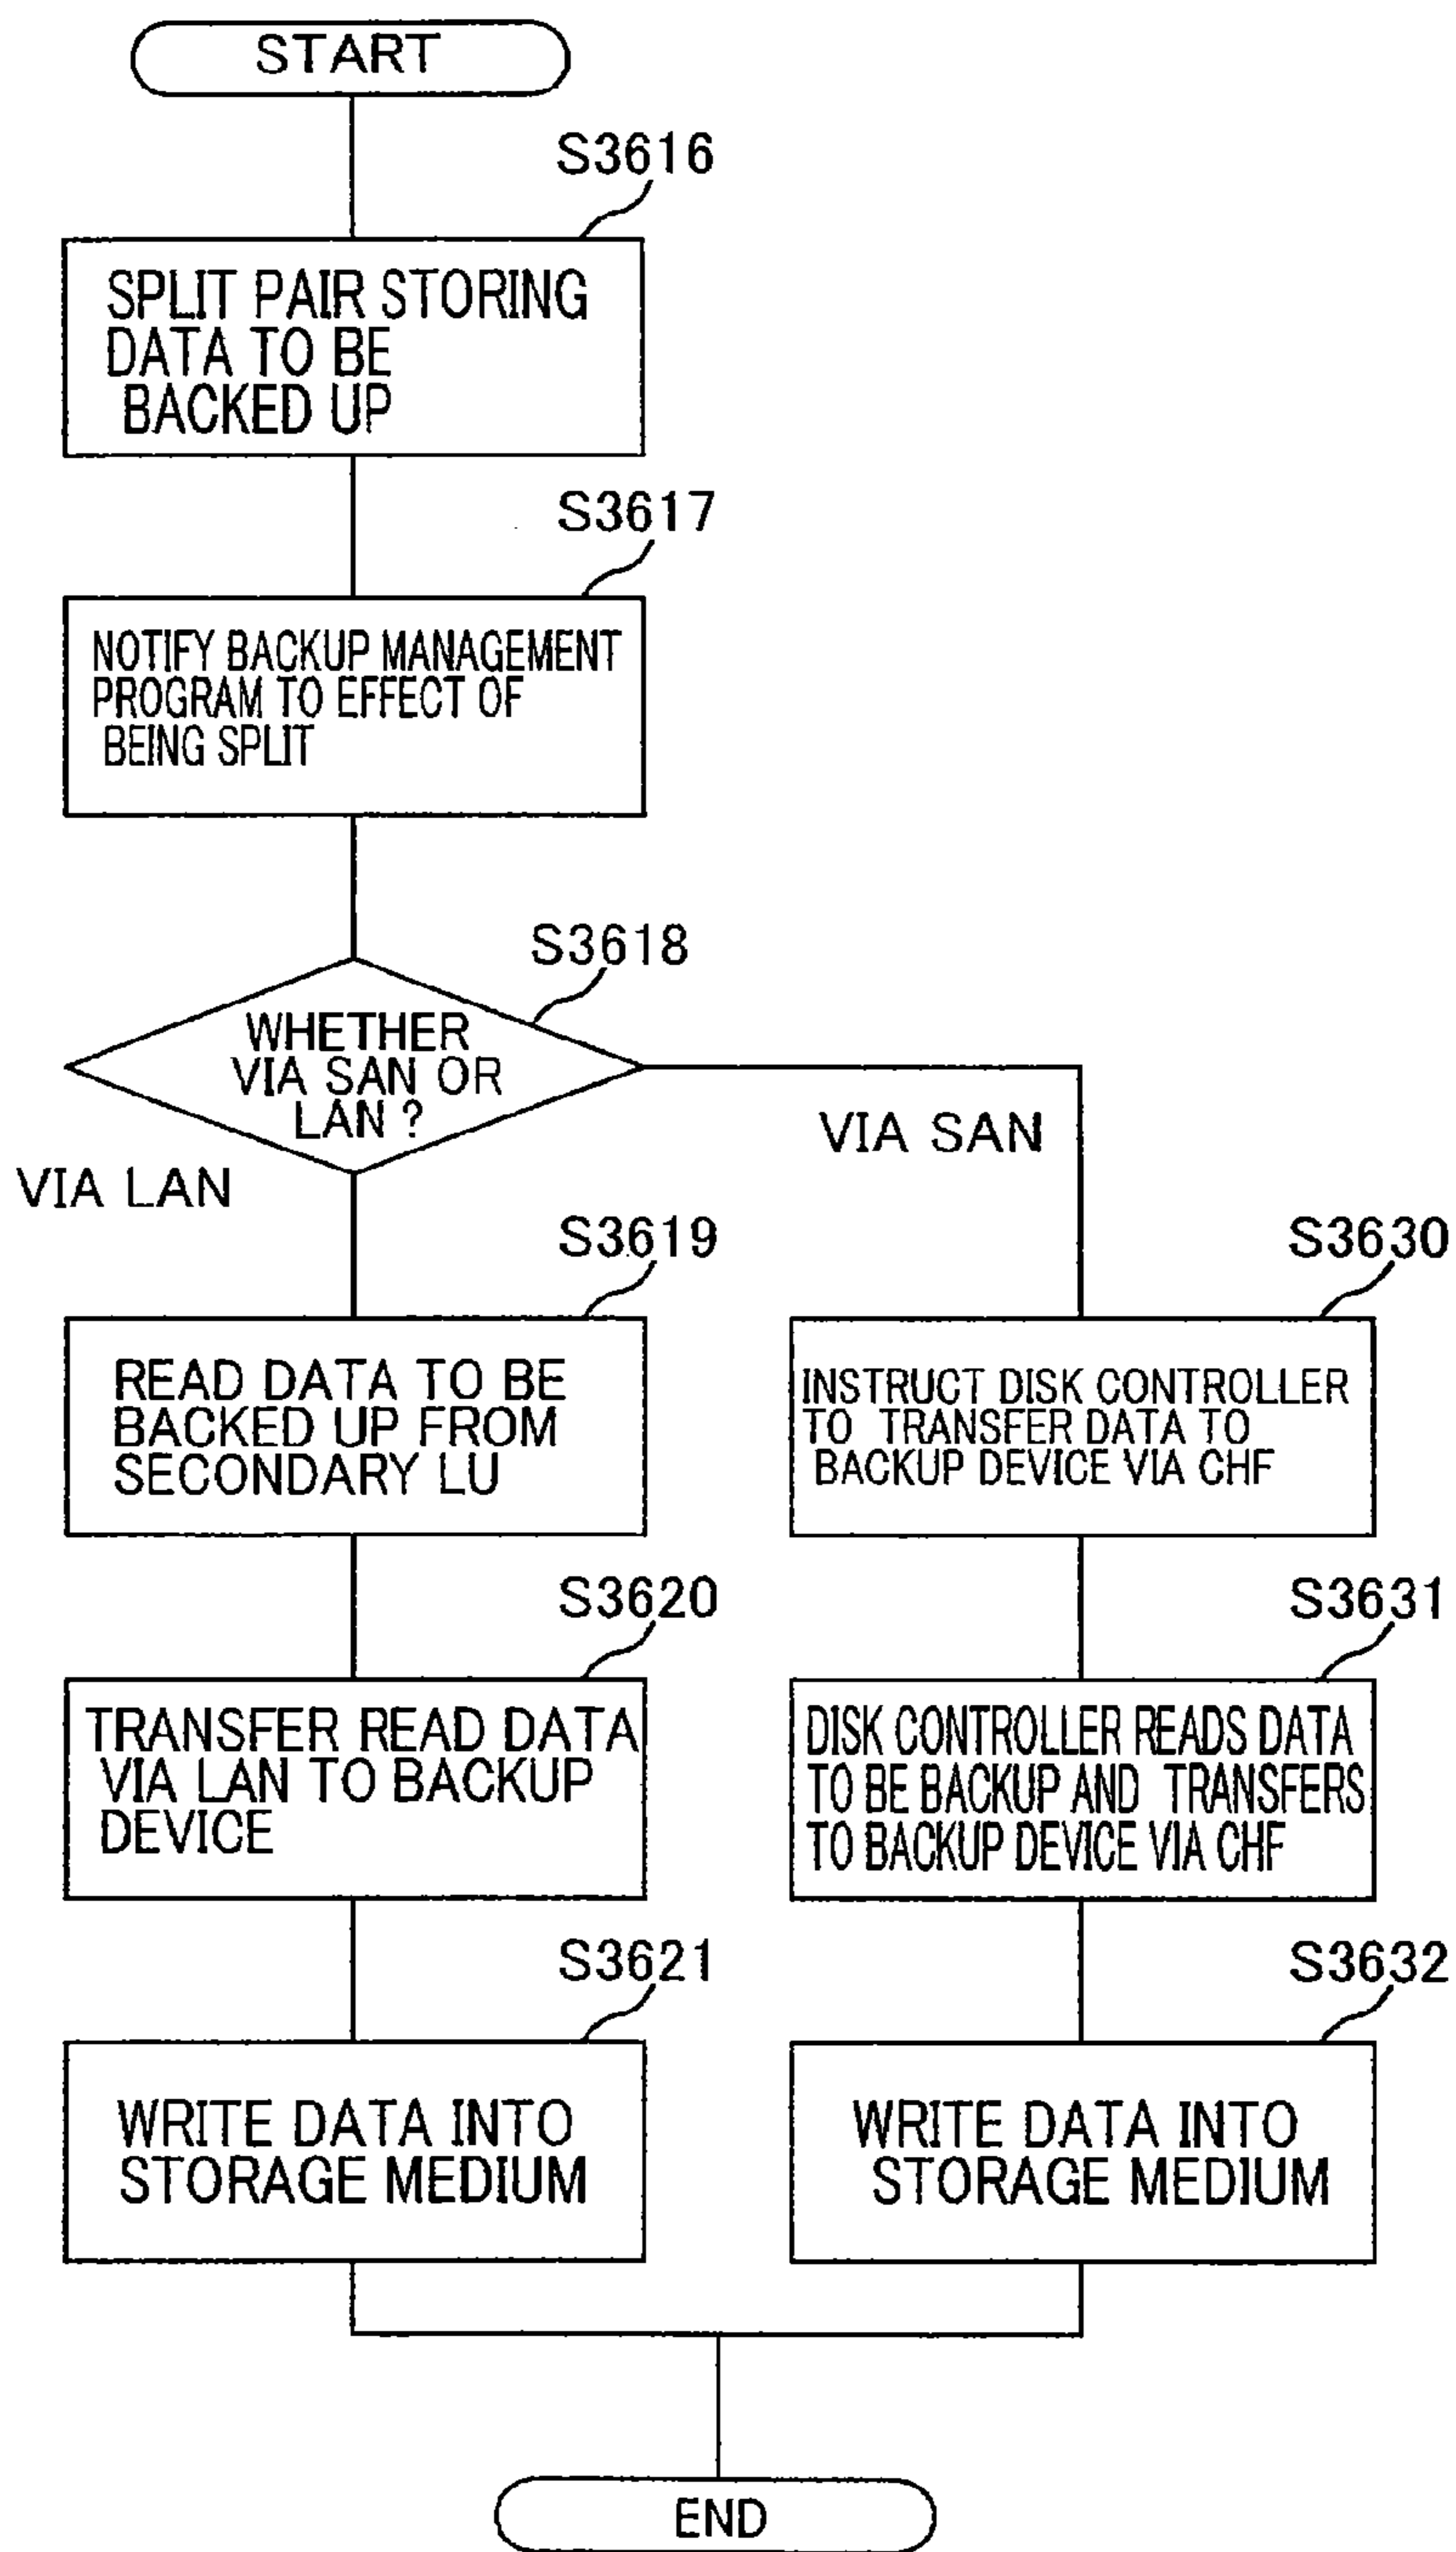 START
S3616
SPLIT PAIR STORING
DATA TO BE
BACKED UP
S3617
NOTIFY BACKUP MANAGEMENT
PROGRAM TO EFFECT OF
BEING SPLIT
S3618
WHETHER
VIA SAN OR
LAN ?
VIA SAN
VIA LAN
S3619
READ DATA TO BE
BACKED UP FROM
SECONDARY LU
S3620
TRANSFER READ DATA
VIA LAN TO BACKUP
DEVICE
S3621
WRITE DATA INTO
STORAGE MEDIUM
S3630
INSTRUCT DISK CONTROLLER
TO TRANSFER DATA TO
BACKUP DEVICE VIA CHF
S3631
DISK CONTROLLER READS DATA
TO BE BACKUP AND TRANSFERS
TO BACKUP DEVICE VIA CHF
S3632
WRITE DATA INTO
STORAGE MEDIUM
END